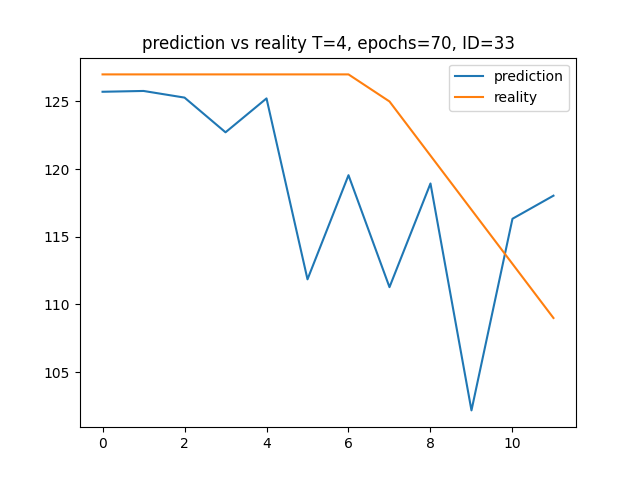 prediction vs reality T=4, epochs=70, ID=33
prediction
reality
125
120
115
110
105
0 2 4 6 8 10